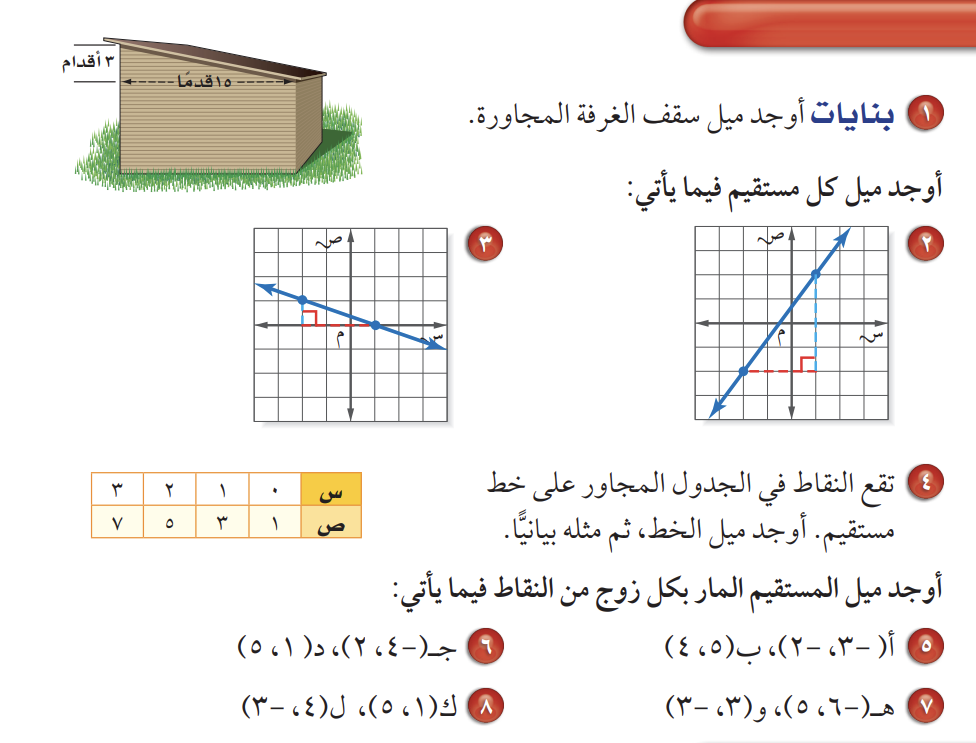 ٣ أقدام
١٥ قدمًا
١ بنايات أوجد ميل سقف الغرفة المجاورة.
أوجد ميل كل مستقيم فيما يأتي:
٢
ص
س
م
٣
ص
س
م
٤ تقع النقاط في الجدول المجاور على خط
مستقيم. أوجد ميل الخط، ثم مثله بيانيًّا.
س ٠ ١ ٢ ٣
ص ١ ٣ ٥ ٧
أوجد ميل المستقيم المار بكل زوج من النقاط فيما يأتي:
٥ أ( -٣، -٢)، ب(٥، ٤)
٦ جـ(-٤، ٢)، د( ١، ٥)
٧ هـ(-٦، ٥)، و(٣، -٣)
٨ ك(١، ٥)، ل(٤، -٣)